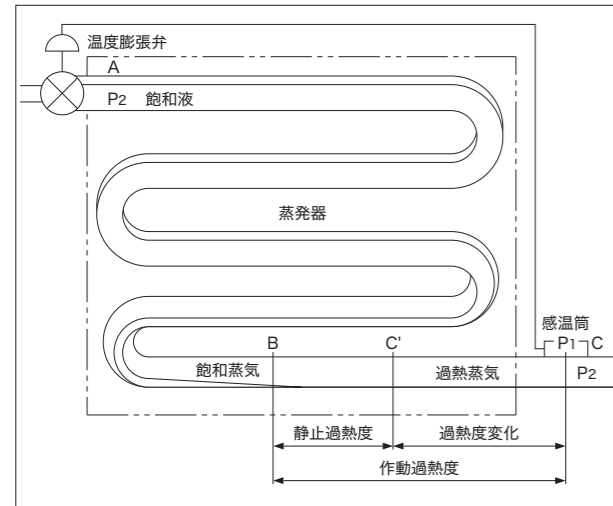 温度膨張弁
A
P2 飽和液
蒸発器
感温筒
B C' P1 C
飽和蒸気 過熱蒸気 P2
静止過熱度 過熱度変化
作動過熱度